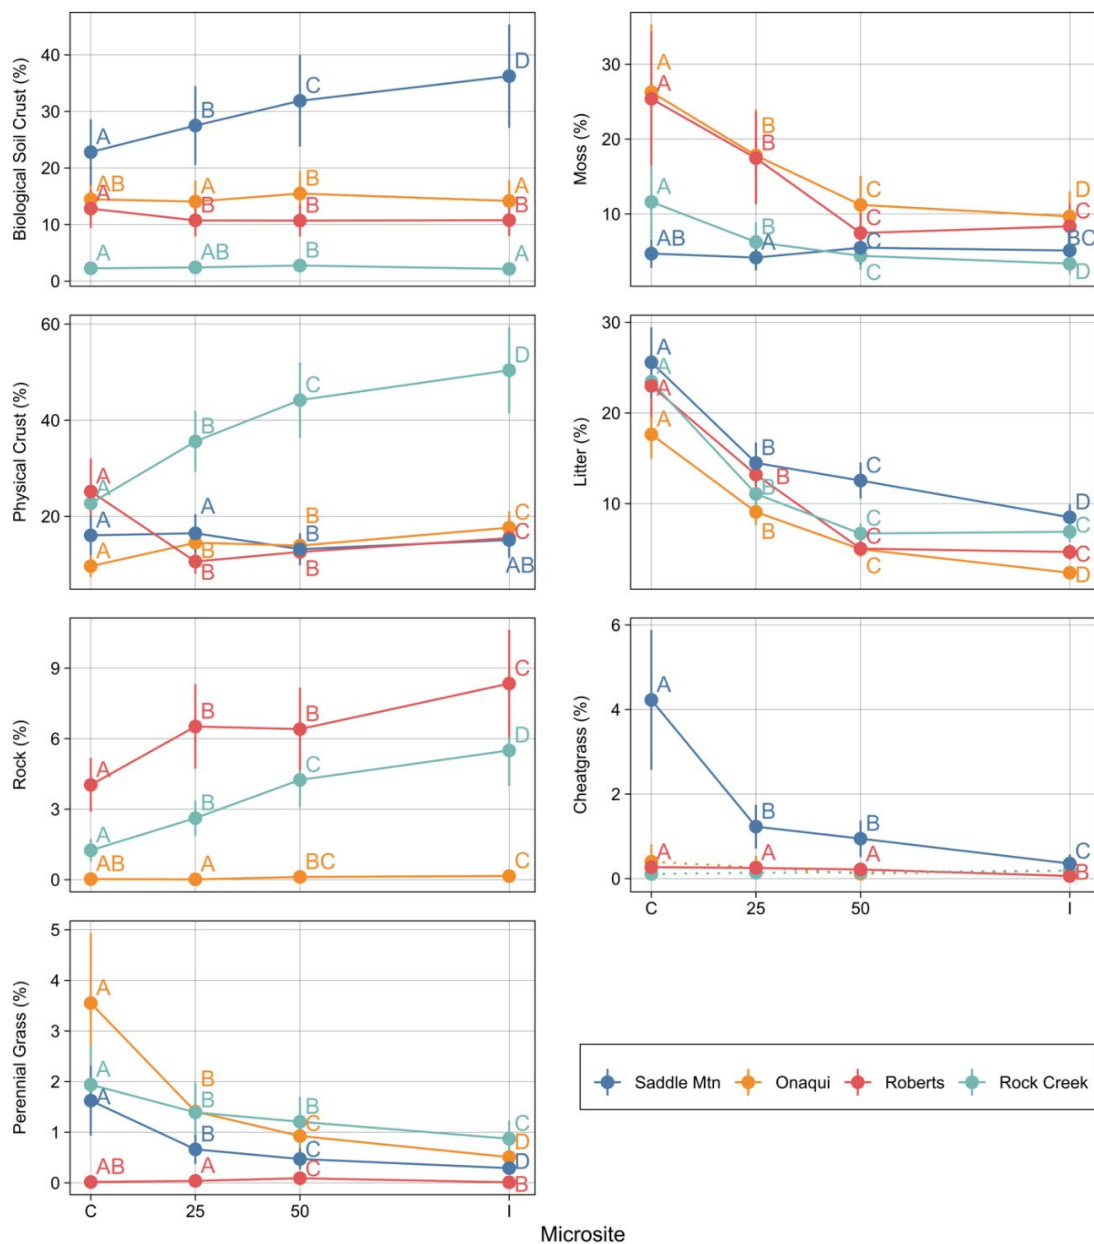 Biological Soil Crust (%)
40
30
20
10
0
A
B
C
D
AB
A
B
A
A
B
B
B
A
AB
B
A
Moss (%)
30
20
10
A
A
B
B
C
D
C
C
A
B
C
D
AB
A
C
BC
Physical Crust (%)
60
40
20
A
B
C
D
A
B
B
C
A
A
B
AB
A
B
B
C
Litter (%)
30
20
10
A
B
C
D
A
B
C
C
A
B
C
C
A
B
C
D
Rock (%)
9
6
3
0
A
B
B
C
A
B
C
D
AB
A
BC
C
Cheatgrass (%)
6
4
2
0
A
B
B
C
A
A
A
B
C
25
50
I
Perennial Grass (%)
5
4
3
2
1
0
A
B
C
D
A
B
B
C
A
B
C
D
AB
A
C
B
C
25
50
I
Saddle Mtn
Onaqui
Roberts
Rock Creek
Microsite